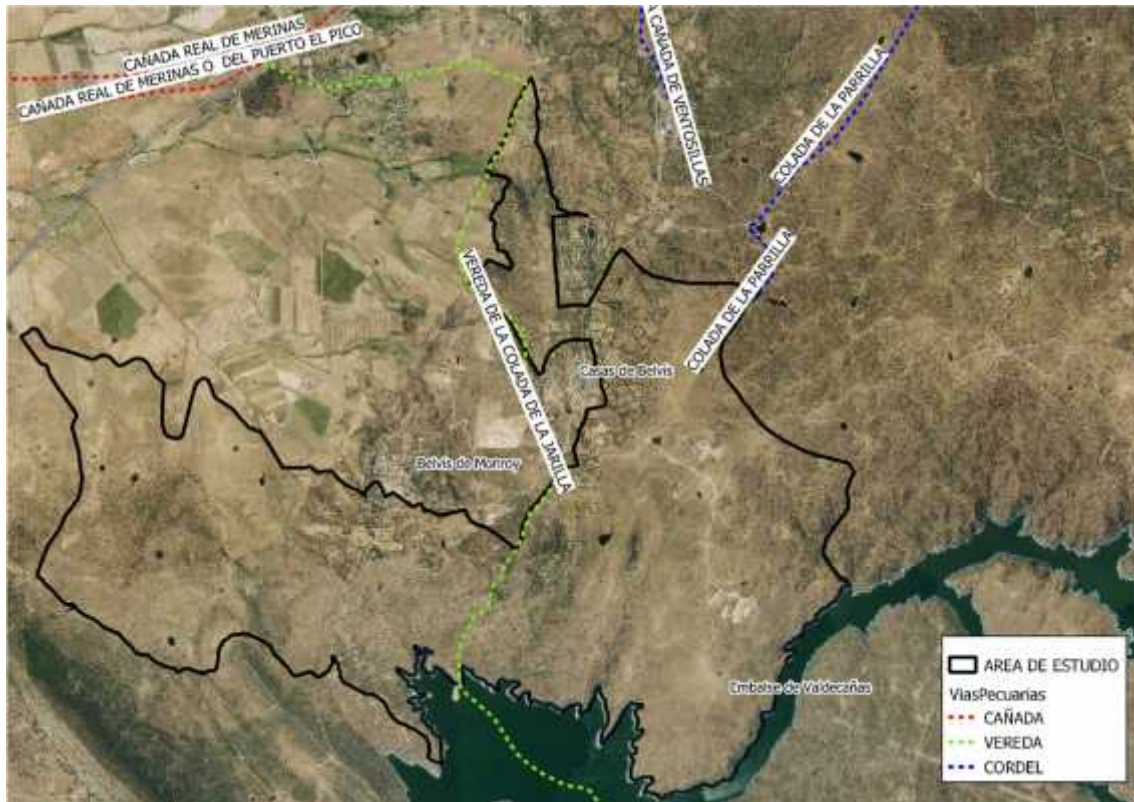 CAÑADA REAL DE MERINAS
CAÑADA REAL DE MERINAS O DEL PUERTO EL PICO
A CAÑADA DE VENTOSILLAS
COLADA DE LA PARRILLA
COLADA DE LA PARRILLA
VEREDA DE LA COLADA DE LA JARILLA
Casas de Belvis
Belvis de Monroy
Embalse de Valdecañas
AREA DE ESTUDIO
ViasPecuarias
CAÑADA
VEREDA
CORDEL